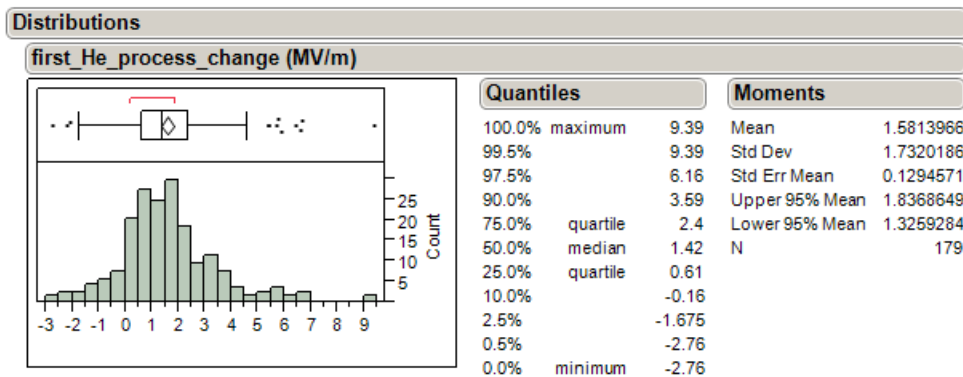 Distributions
first_He_process_change (MV/m)
25
20
15
10
5
Count
-3 -2 -1 0 1 2 3 4 5 6 7 8 9
Quantiles
100.0% maximum 9.39
99.5% 9.39
97.5% 6.16
90.0% 3.59
75.0% quartile 2.4
50.0% median 1.42
25.0% quartile 0.61
10.0% -0.16
2.5% -1.675
0.5% -2.76
0.0% minimum -2.76
Moments
Mean 1.5813966
Std Dev 1.7320186
Std Err Mean 0.1294571
Upper 95% Mean 1.8368649
Lower 95% Mean 1.3259284
N 179